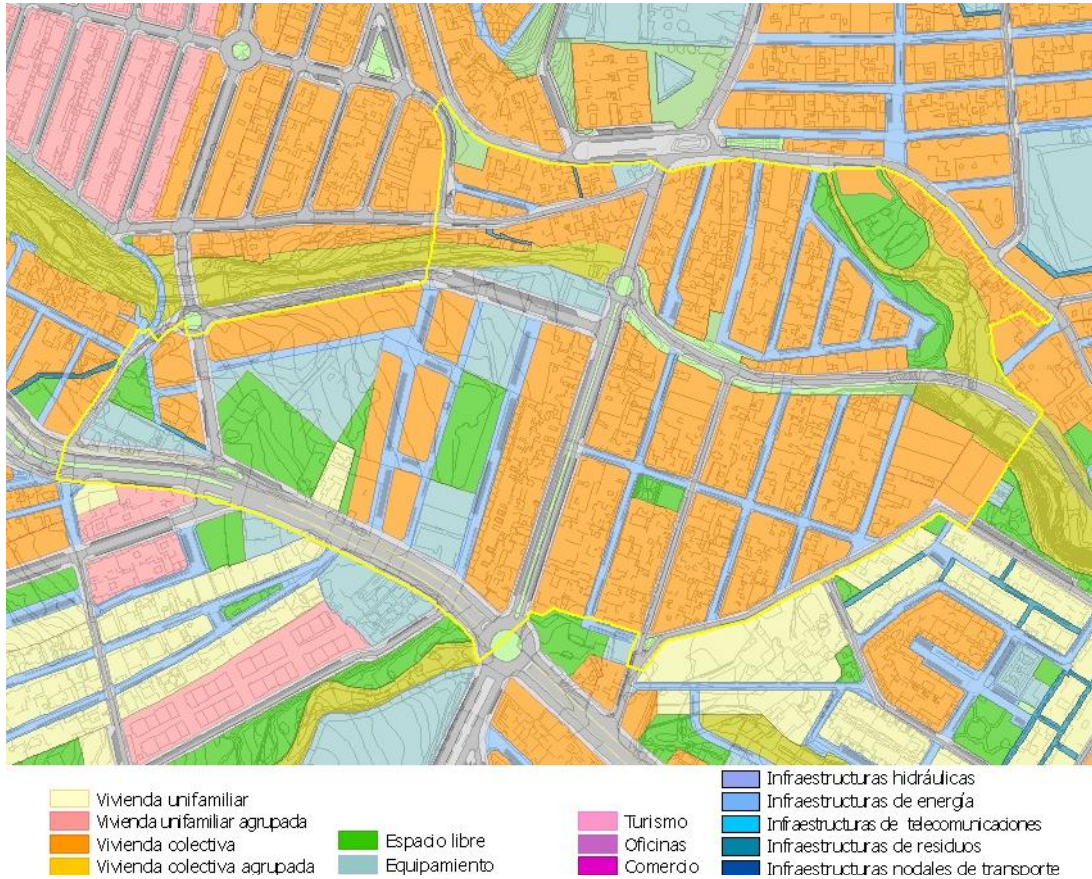 Vivienda unifamiliar
Vivienda unifamiliar agrupada
Vivienda colectiva
Vivienda colectiva agrupada
Espacio libre
Equipamiento
Turismo
Oficinas
Comercio
Infraestructuras hidráulicas
Infraestructuras de energía
Infraestructuras de telecomunicaciones
Infraestructuras de residuos
Infraestructuras nodales de transporte